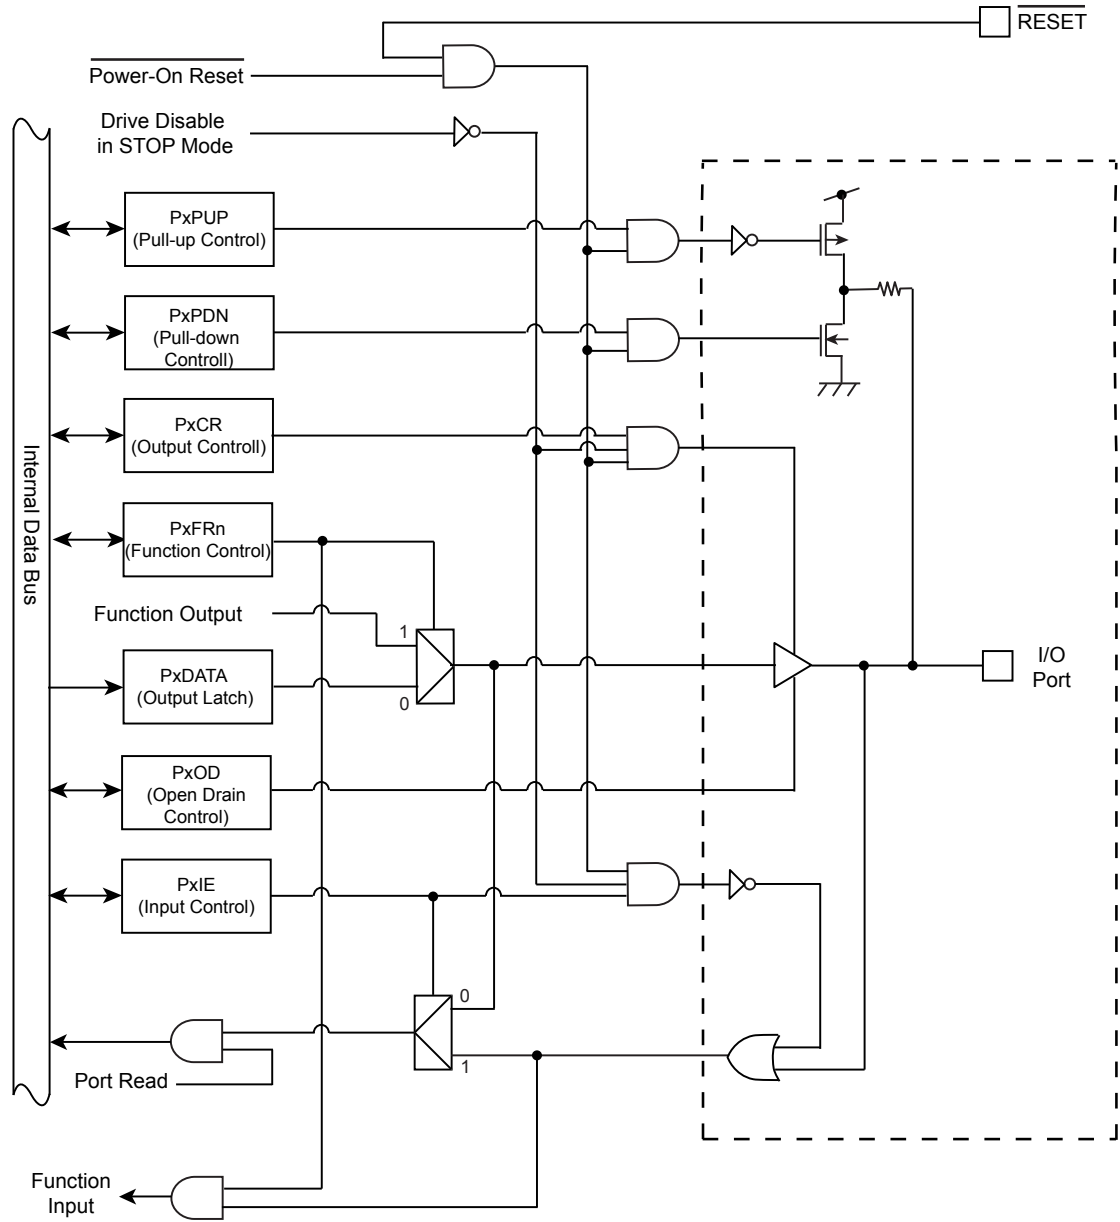 RESET
Power-On Reset
Drive Disable
in STOP Mode
PxPUP
(Pull-up Control)
PxPDN
(Pull-down
Controll)
PxCR
(Output Controll)
Internal Data Bus
PxFRn
(Function Control)
Function Output
1
PxDATA
(Output Latch)
0
I/O
Port
PxOD
(Open Drain
Control)
PxIE
(Input Control)
0
1
Port Read
Function
Input